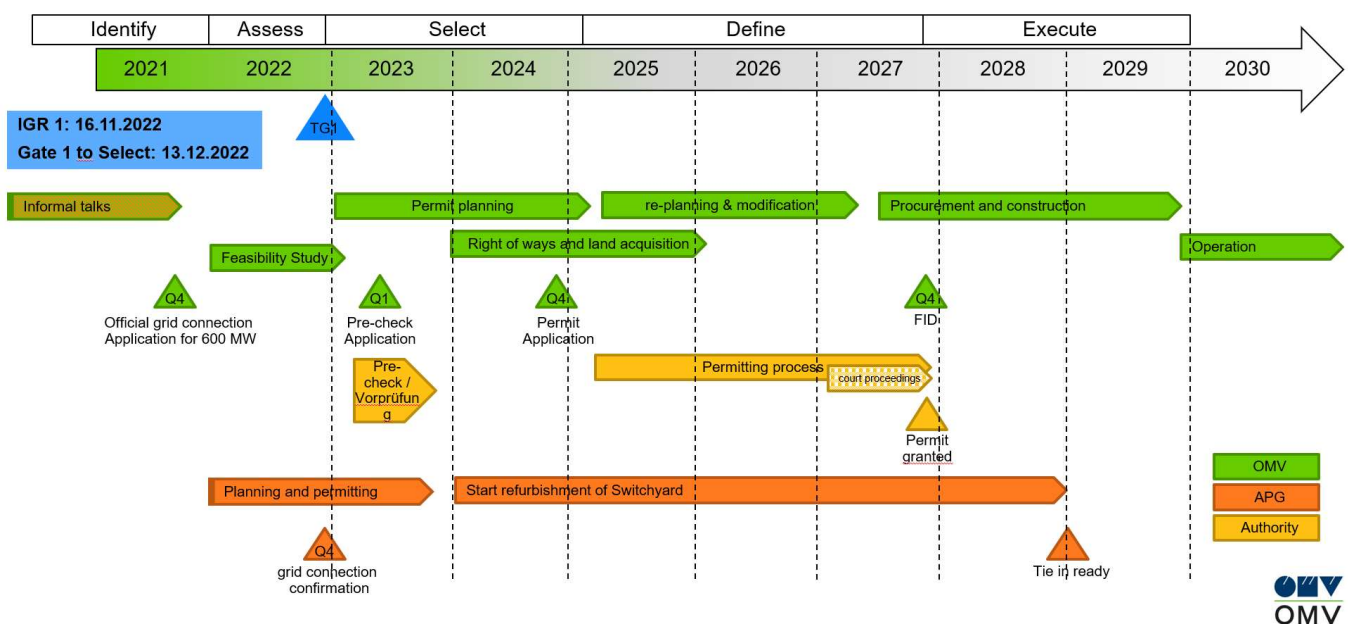 Identify Assess Select Define Execute
2021 2022 2023 2024 2025 2026 2027 2028 2029 2030
IGR 1: 16.11.2022
Gate 1 to Select: 13.12.2022
TG1
Informal talks
Permit planning
re-planning & modification
Procurement and construction
Right of ways and land acquisition
Feasibility Study
Operation
Q4
Official grid connection
Application for 600 MW
Q1
Pre-check
Application
Q4
Permit
Application
Q4
FID
Pre-
check /
Vorprüfun
g
Permitting process
court proceedings
Permit
granted
Planning and permitting
Start refurbishment of Switchyard
Q4
grid connection
confirmation
Tie in ready
OMV
APG
Authority
OMV
OMV